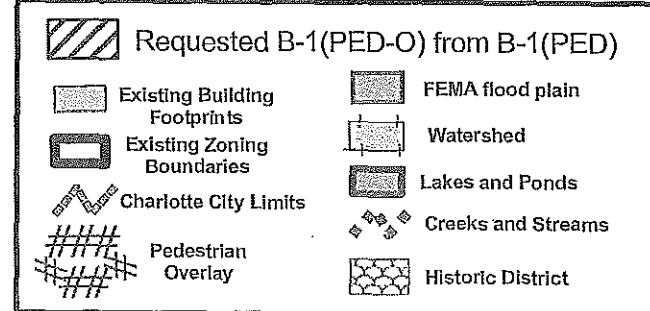 Requested B-1(PED-O) from B-1(PED)
Existing Building
Footprints
Existing Zoning
Boundaries
Charlotte City Limits
Pedestrian
Overlay
FEMA flood plain
Watershed
Lakes and Ponds
Creeks and Streams
Historic District